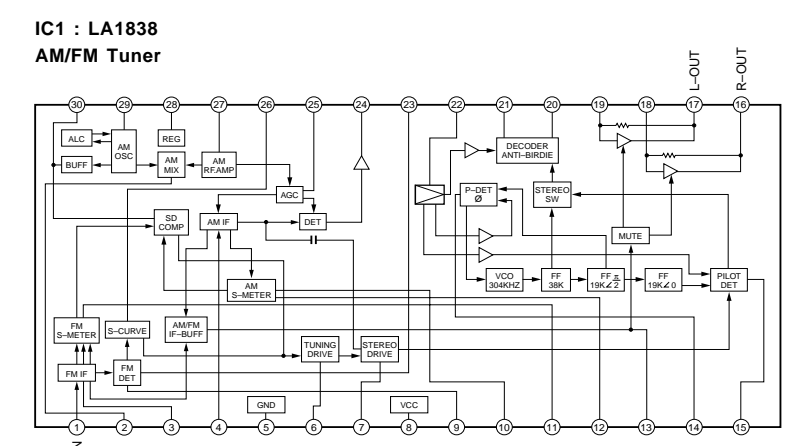 IC1 : LA1838
AM/FM Tuner
L–OUT
R–OUT
30 29 28 27 26 25 24 23 22 21 20 19 18 17 16
ALC
AM
OSC
REG
BUFF
AM
MIX
AM
RF.AMP
AGC
DECODER
ANTI–BIRDIE
P–DET
Ø
STEREO
SW
SD
COMP
AM IF
DET
MUTE
AM
S–METER
VCO
304KHZ
FF
38K
FF π
19K∠2
FF
19K∠0
PILOT
DET
FM
S–METER
S–CURVE
AM/FM
IF–BUFF
TUNING
DRIVE
STEREO
DRIVE
FM IF
FM
DET
GND
VCC
1 2 3 4 5 6 7 8 9 10 11 12 13 14 15